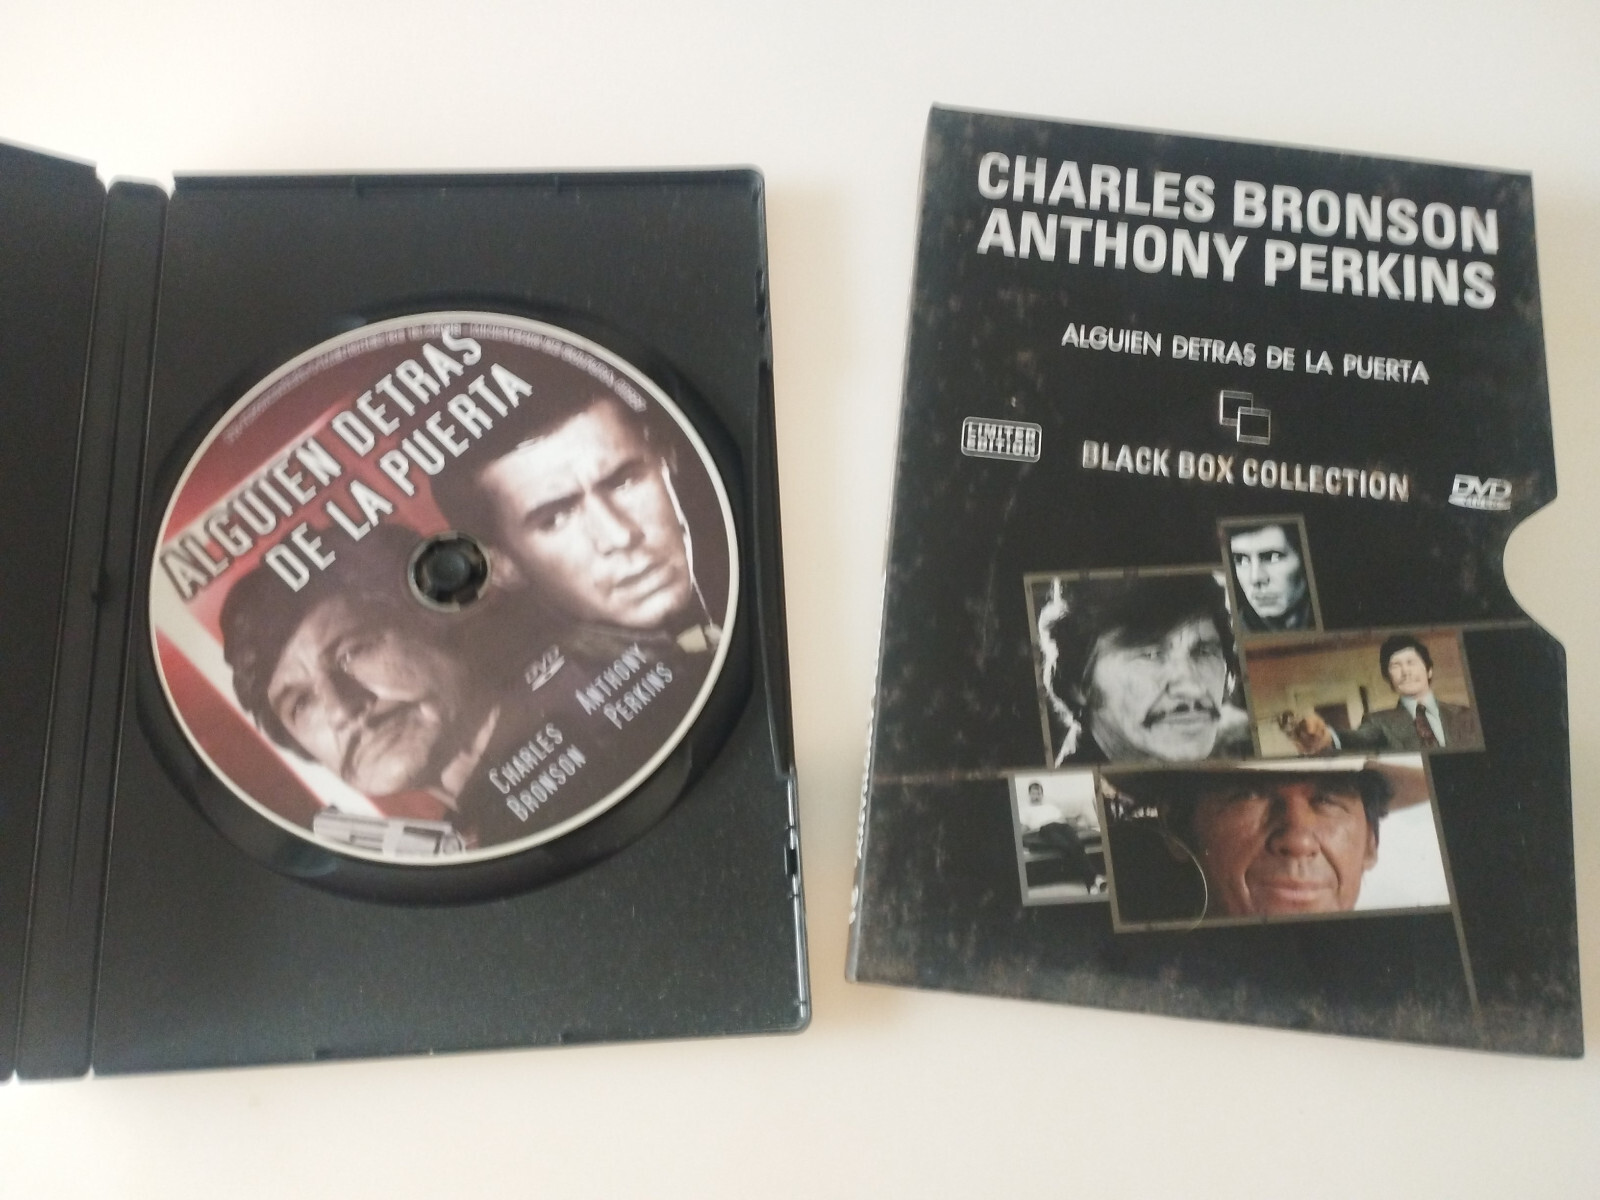 ALGUIEN DETRAS
DE LA PUERTA
DVD
ANTHONY
PERKINS
CHARLES
BRONSON
CHARLES BRONSON
ANTHONY PERKINS
ALGUIEN DETRAS DE LA PUERTA
LIMITED
EDITION
BLACK BOX COLLECTION
DVD